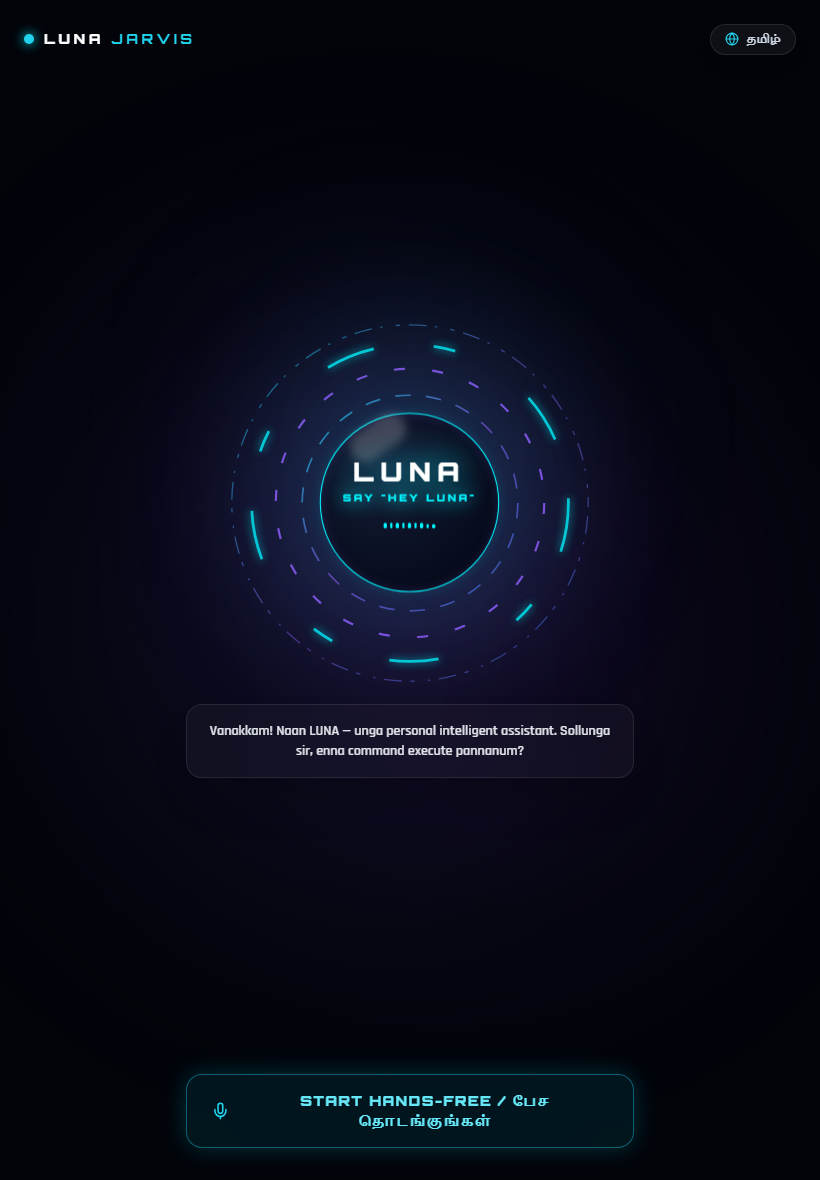 LUNA JARVIS
தமிழ்
LUNA
SAY "HEY LUNA"
Vanakkam! Naan LUNA — unga personal intelligent assistant. Sollunga
sir, enna command execute pannanum?
START HANDS-FREE / பேச
தொடங்குங்கள்